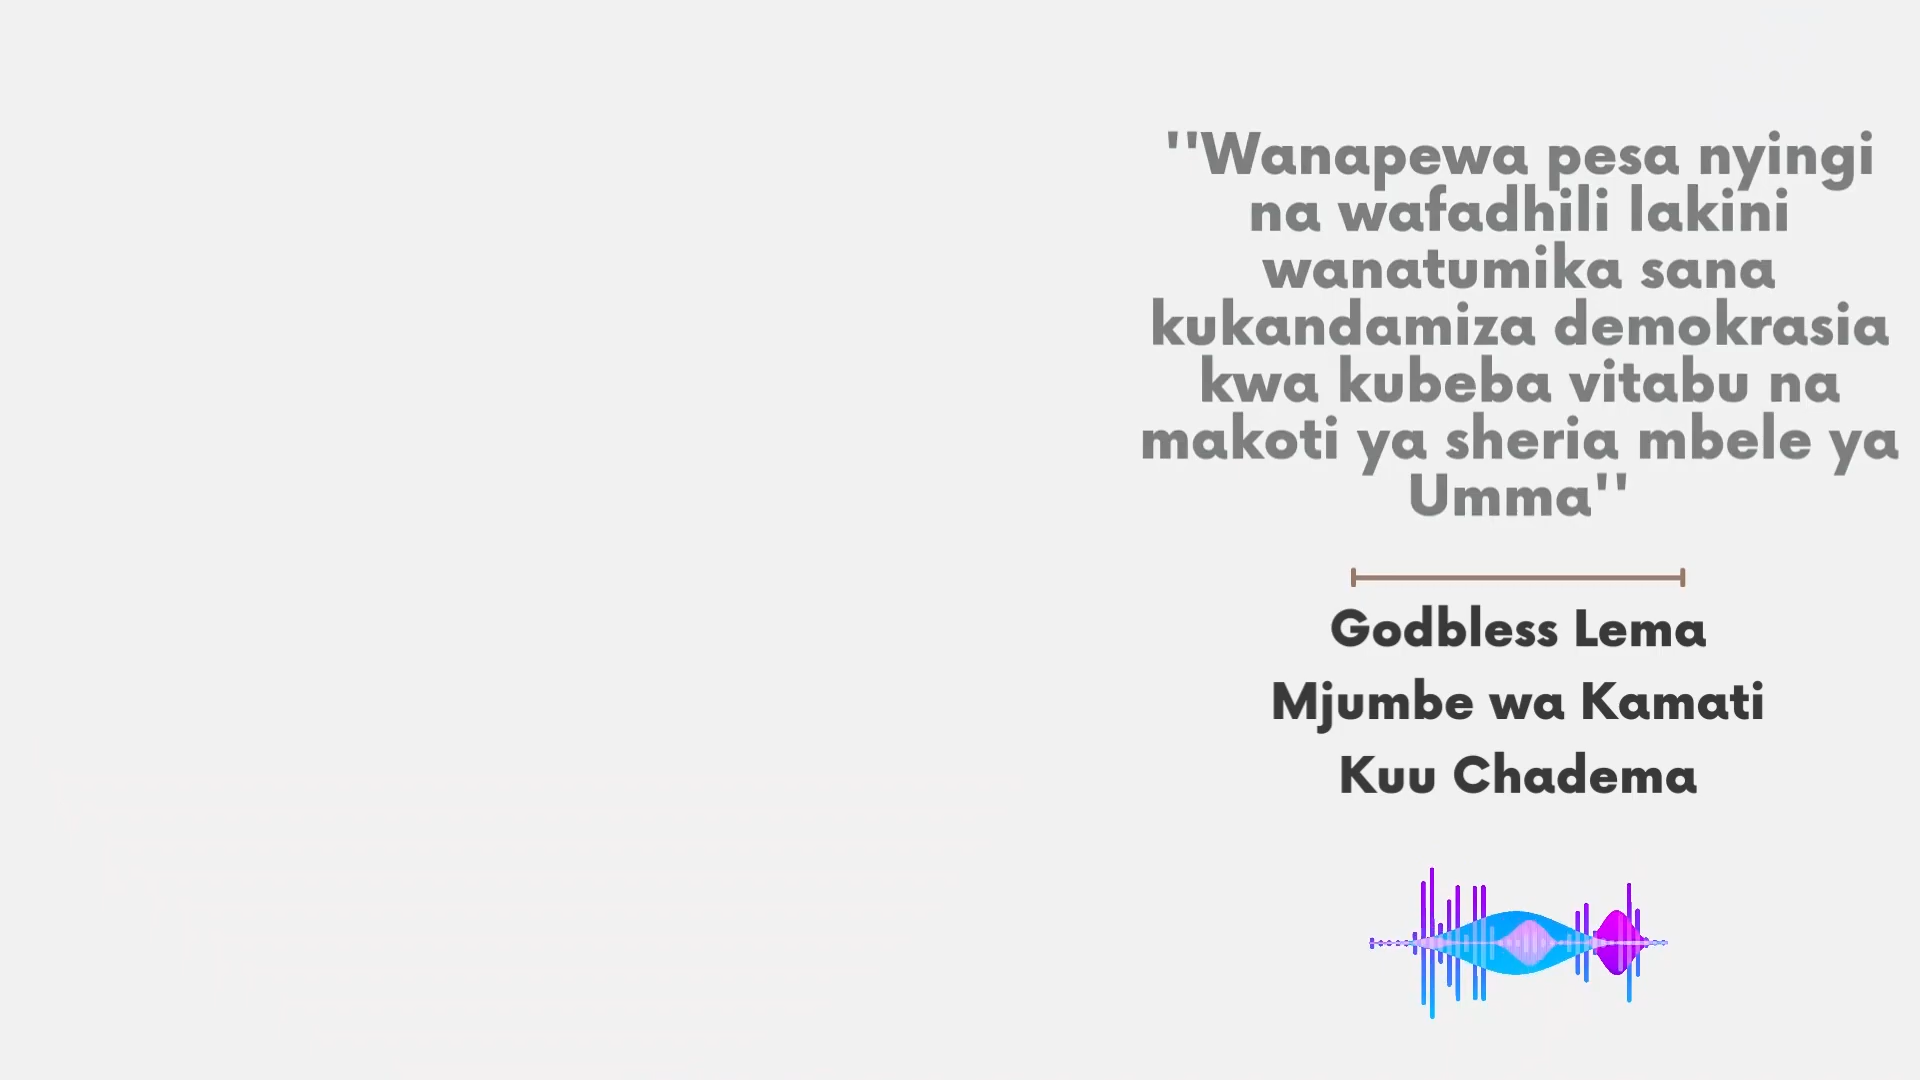 ''Wanapewa pesa nyingi
na wafadhili lakini
wanatumika sana
kukandamiza demokrasia
kwa kubeba vitabu na
makoti ya sheria mbele ya
Umma''
Godbless Lema
Mjumbe wa Kamati
Kuu Chadema